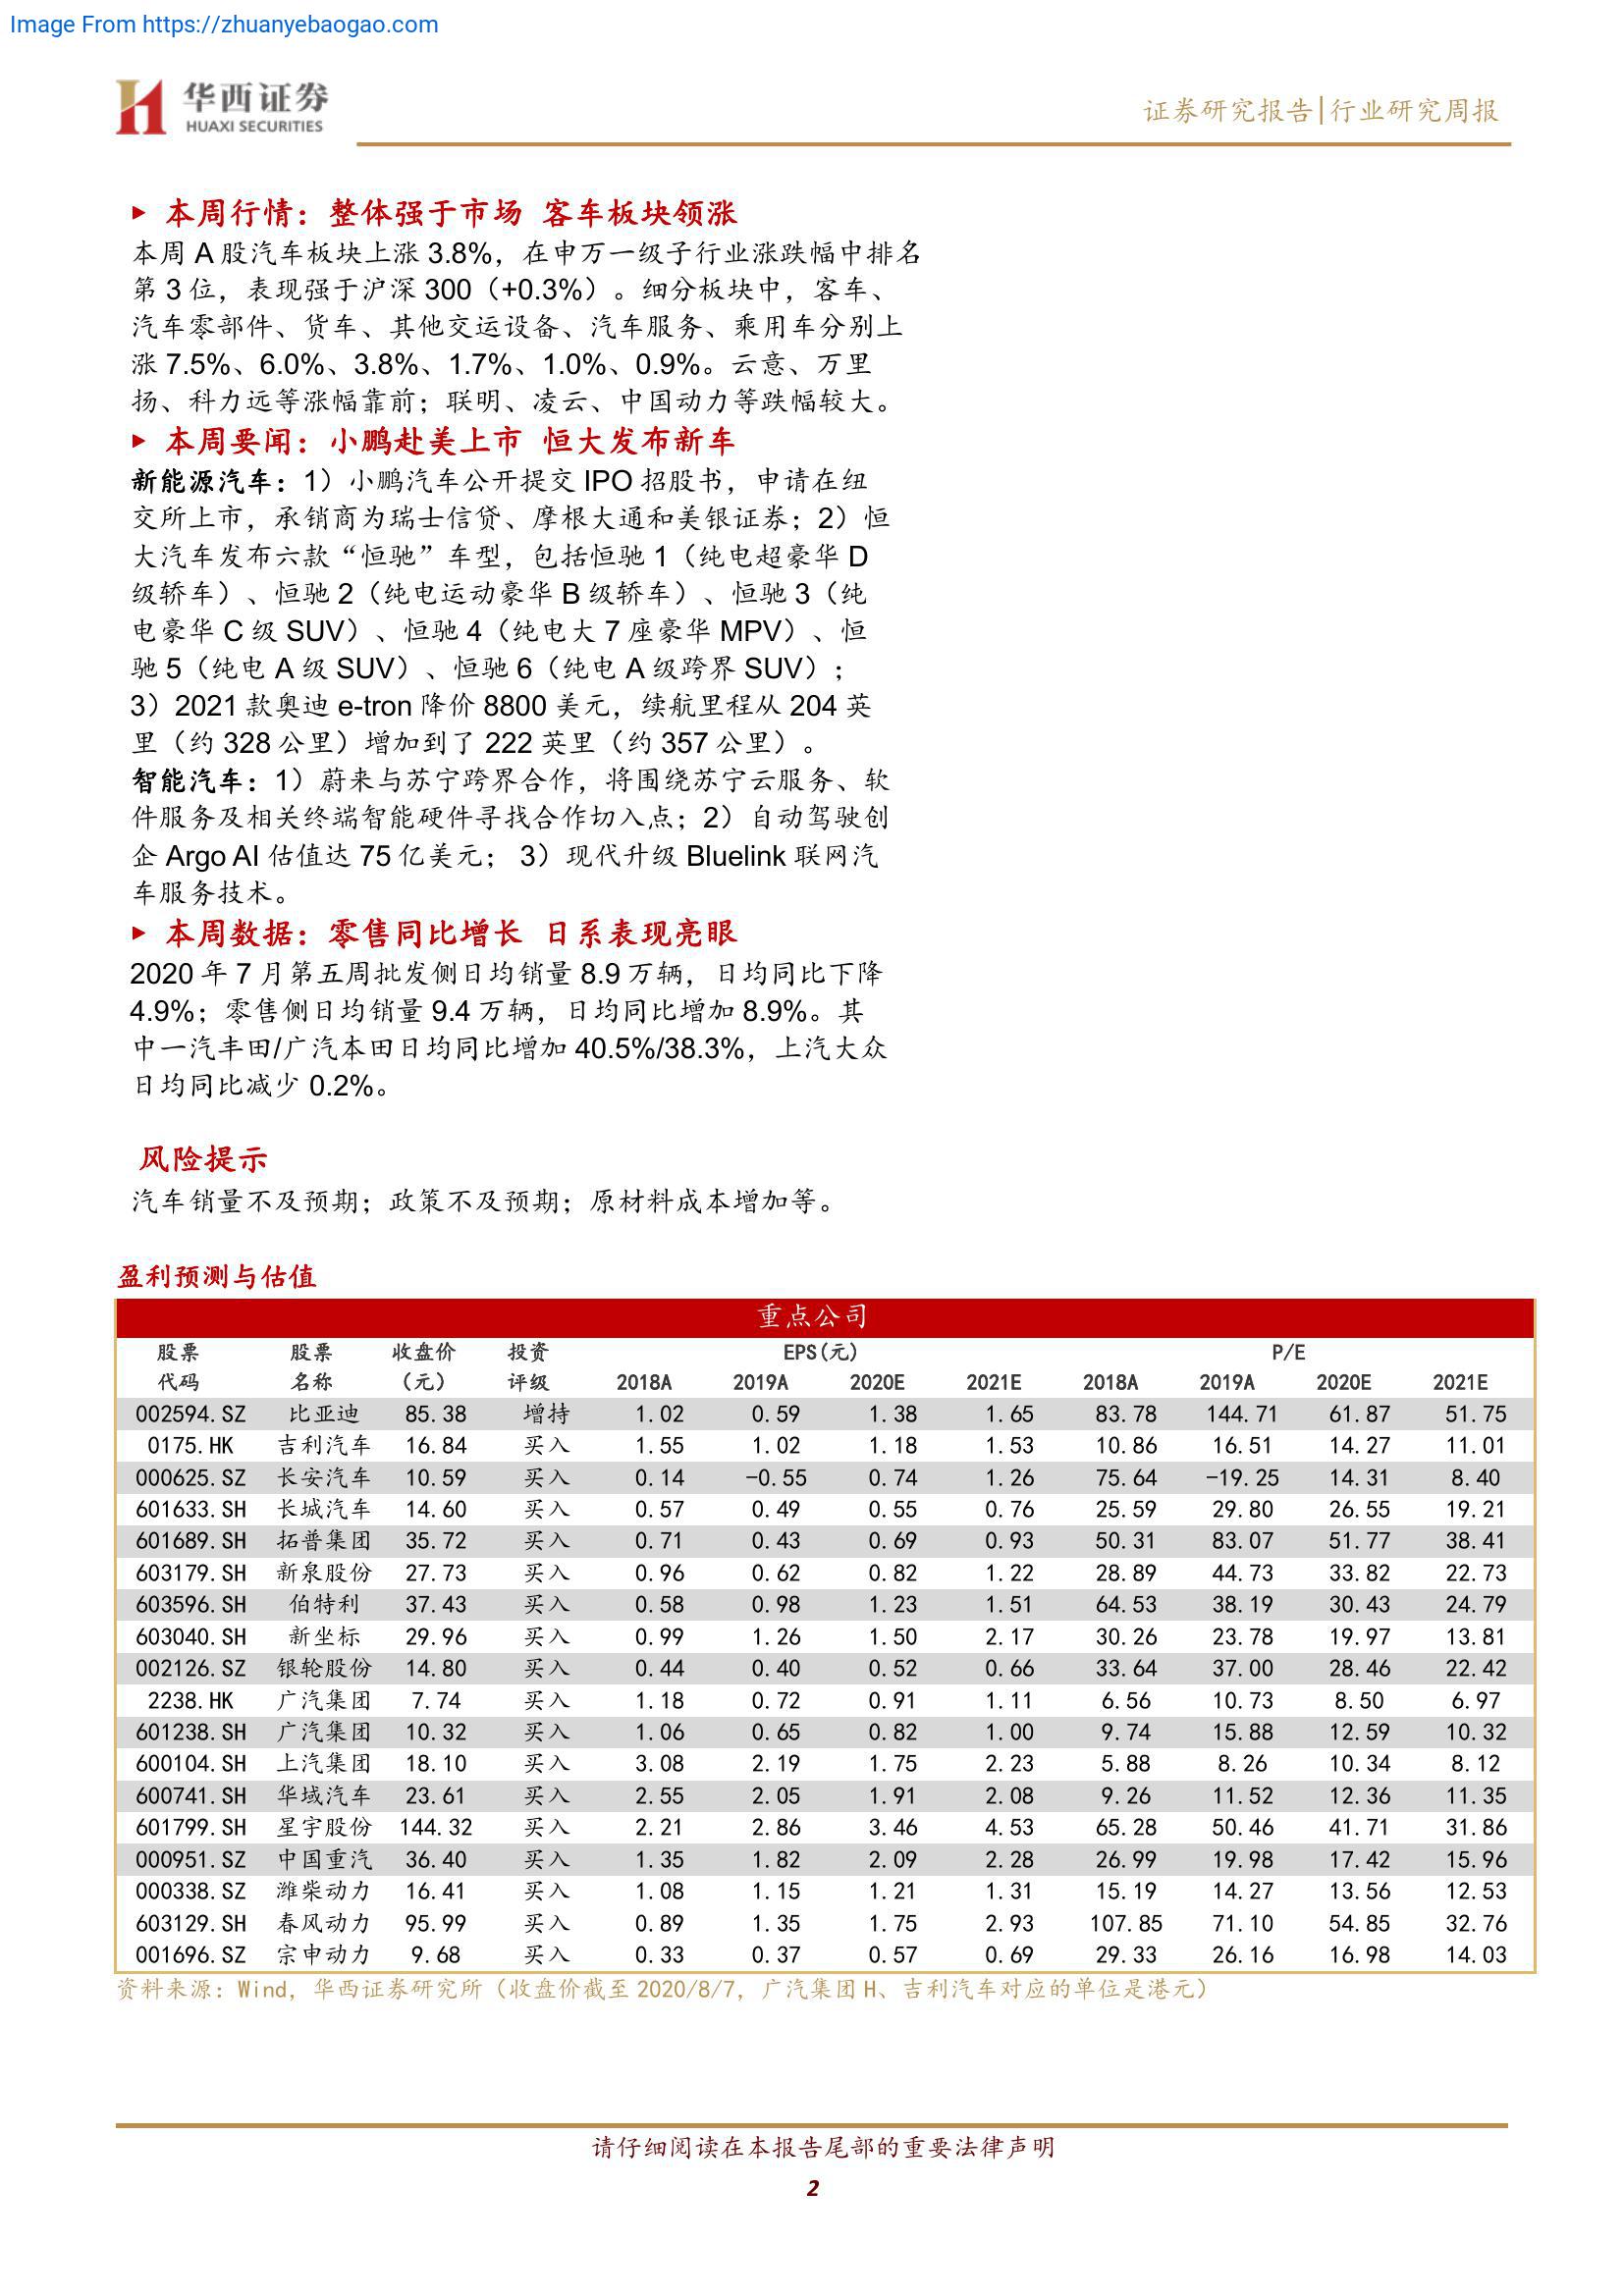 Image From https://zhuanyebaogao.com
华西证券
HUAXI SECURITIES
证券研究报告|行业研究周报
▶ 本周行情：整体强于市场 客车板块领涨
本周 A 股汽车板块上涨 3.8%，在申万一级子行业涨跌幅中排名
第 3 位，表现强于沪深 300（+0.3%）。细分板块中，客车、
汽车零部件、货车、其他交运设备、汽车服务、乘用车分别上
涨 7.5%、6.0%、3.8%、1.7%、1.0%、0.9%。云意、万里
扬、科力远等涨幅靠前；联明、凌云、中国动力等跌幅较大。
▶ 本周要闻：小鹏赴美上市 恒大发布新车
新能源汽车：1）小鹏汽车公开提交 IPO 招股书，申请在纽
交所上市，承销商为瑞士信贷、摩根大通和美银证券；2）恒
大汽车发布六款“恒驰”车型，包括恒驰 1（纯电超豪华 D
级轿车）、恒驰 2（纯电运动豪华 B 级轿车）、恒驰 3（纯
电豪华 C 级 SUV）、恒驰 4（纯电大 7 座豪华 MPV）、恒
驰 5（纯电 A 级 SUV）、恒驰 6（纯电 A 级跨界 SUV）；
3）2021 款奥迪 e-tron 降价 8800 美元，续航里程从 204 英
里（约 328 公里）增加到了 222 英里（约 357 公里）。
智能汽车：1）蔚来与苏宁跨界合作，将围绕苏宁云服务、软
件服务及相关终端智能硬件寻找合作切入点；2）自动驾驶创
企 Argo AI 估值达 75 亿美元； 3）现代升级 Bluelink 联网汽
车服务技术。
▶ 本周数据：零售同比增长 日系表现亮眼
2020 年 7 月第五周批发侧日均销量 8.9 万辆，日均同比下降
4.9%；零售侧日均销量 9.4 万辆，日均同比增加 8.9%。其
中一汽丰田/广汽本田日均同比增加 40.5%/38.3%，上汽大众
日均同比减少 0.2%。
风险提示
汽车销量不及预期；政策不及预期；原材料成本增加等。
盈利预测与估值
重点公司
股票 股票 收盘价 投资 EPS(元) P/E
代码 名称 （元） 评级 2018A 2019A 2020E 2021E 2018A 2019A 2020E 2021E
002594.SZ 比亚迪 85.38 增持 1.02 0.59 1.38 1.65 83.78 144.71 61.87 51.75
0175.HK 吉利汽车 16.84 买入 1.55 1.02 1.18 1.53 10.86 16.51 14.27 11.01
000625.SZ 长安汽车 10.59 买入 0.14 -0.55 0.74 1.26 75.64 -19.25 14.31 8.40
601633.SH 长城汽车 14.60 买入 0.57 0.49 0.55 0.76 25.59 29.80 26.55 19.21
601689.SH 拓普集团 35.72 买入 0.71 0.43 0.69 0.93 50.31 83.07 51.77 38.41
603179.SH 新泉股份 27.73 买入 0.96 0.62 0.82 1.22 28.89 44.73 33.82 22.73
603596.SH 伯特利 37.43 买入 0.58 0.98 1.23 1.51 64.53 38.19 30.43 24.79
603040.SH 新坐标 29.96 买入 0.99 1.26 1.50 2.17 30.26 23.78 19.97 13.81
002126.SZ 银轮股份 14.80 买入 0.44 0.40 0.52 0.66 33.64 37.00 28.46 22.42
2238.HK 广汽集团 7.74 买入 1.18 0.72 0.91 1.11 6.56 10.73 8.50 6.97
601238.SH 广汽集团 10.32 买入 1.06 0.65 0.82 1.00 9.74 15.88 12.59 10.32
600104.SH 上汽集团 18.10 买入 3.08 2.19 1.75 2.23 5.88 8.26 10.34 8.12
600741.SH 华域汽车 23.61 买入 2.55 2.05 1.91 2.08 9.26 11.52 12.36 11.35
601799.SH 星宇股份 144.32 买入 2.21 2.86 3.46 4.53 65.28 50.46 41.71 31.86
000951.SZ 中国重汽 36.40 买入 1.35 1.82 2.09 2.28 26.99 19.98 17.42 15.96
000338.SZ 潍柴动力 16.41 买入 1.08 1.15 1.21 1.31 15.19 14.27 13.56 12.53
603129.SH 春风动力 95.99 买入 0.89 1.35 1.75 2.93 107.85 71.10 54.85 32.76
001696.SZ 宗申动力 9.68 买入 0.33 0.37 0.57 0.69 29.33 26.16 16.98 14.03
资料来源：Wind，华西证券研究所（收盘价截至 2020/8/7，广汽集团 H、吉利汽车对应的单位是港元）
请仔细阅读在本报告尾部的重要法律声明
2